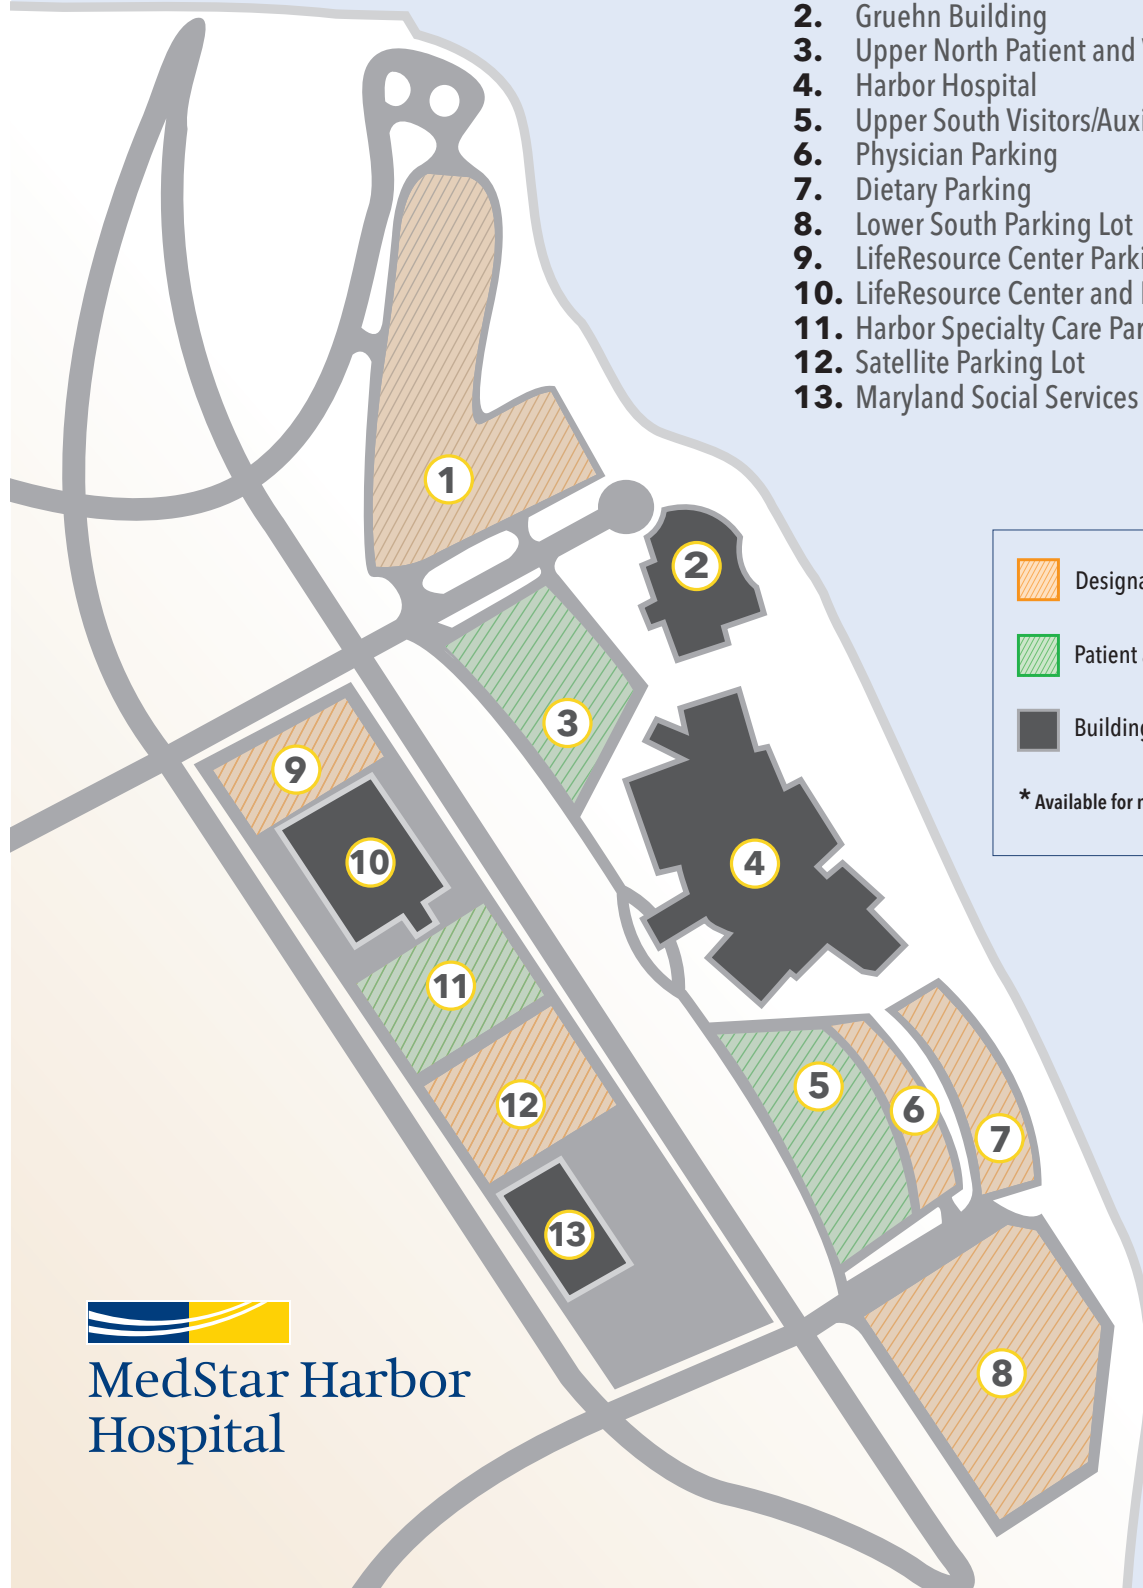 2. Gruehn Building
3. Upper North Patient and
4. Harbor Hospital
5. Upper South Visitors/Auxi
6. Physician Parking
7. Dietary Parking
8. Lower South Parking Lot
9. LifeResource Center Parki
10. LifeResource Center and
11. Harbor Specialty Care Par
12. Satellite Parking Lot
13. Maryland Social Services
1
2
Designa
Patient
3
Building
9
* Available for
10
4
11
5
12
6
7
13
8
MedStar Harbor
Hospital